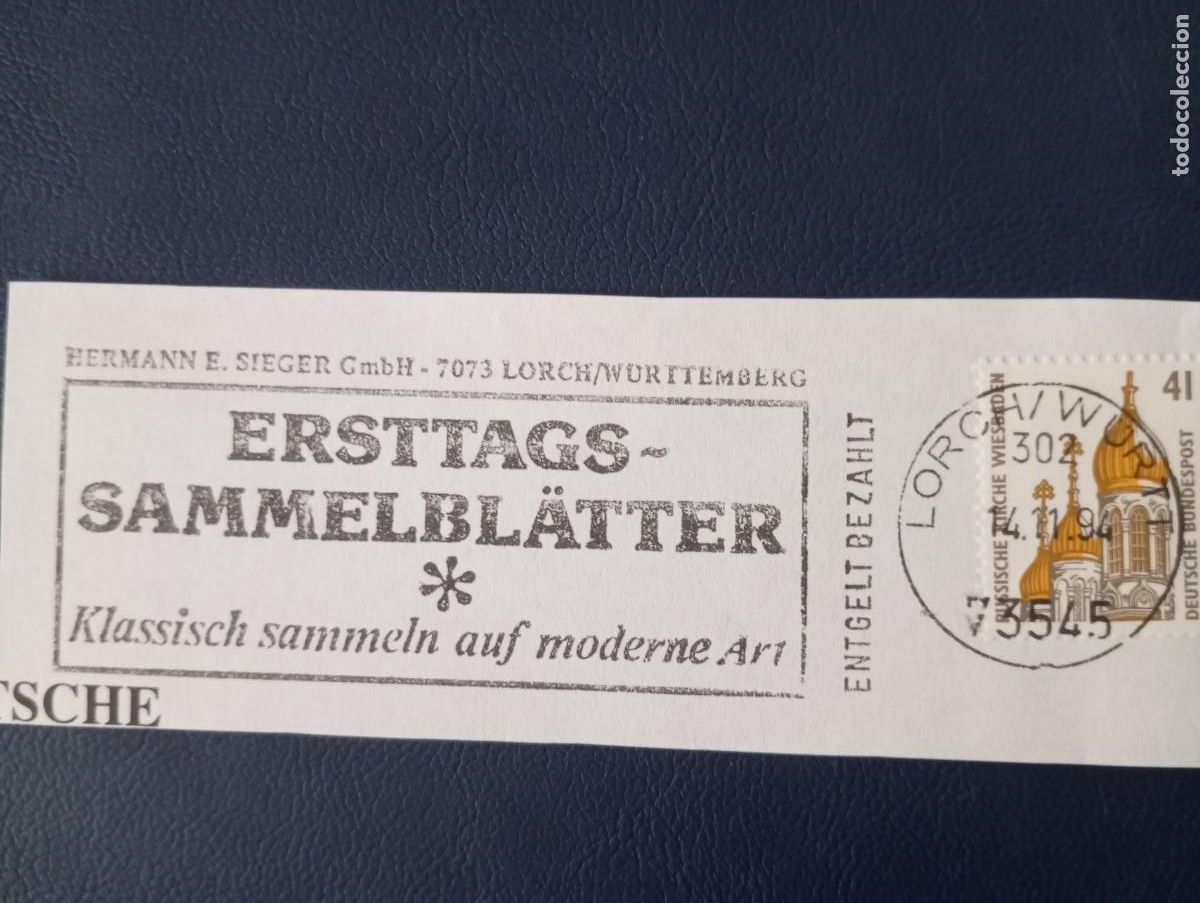 HERMANN E. SIEGER GmbH - 7073 LORCH/WÜRTTEMBERG
ERSTTAGS-
SAMMELBLÄTTER
*
Klassisch sammeln auf moderne Art
TSCHE
ENTGELT BEZAHLT
LORCH/WÜRTT
302
14.11.94
73545
RUSSISCHE KIRCHE WIESBADEN
41
DEUTSCHE BUNDESPOST
todocoleccion